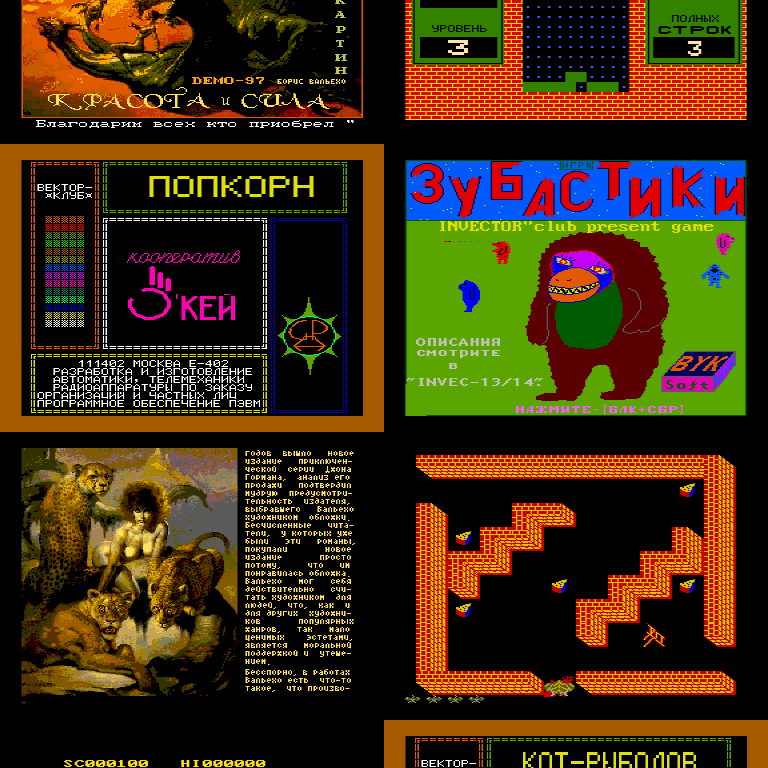 КАРТИН
DEMO-97 БОРИС ВАЛЬЕХО
КРАСОТА и СИЛА
Благодарим всех кто приобрел "
УРОВЕНЬ
3
ПОЛНЫХ
СТРОК
3
ВЕКТОР-
¤КЛУБ¤
ПОПКОРН
кооператив
Э'КЕЙ
111402 МОСКВА Е-402
РАЗРАБОТКА И ИЗГОТОВЛЕНИЕ
АВТОМАТИКИ, ТЕЛЕМЕХАНИКИ
РАДИОАППАРАТУРЫ ПО ЗАКАЗУ
ОРГАНИЗАЦИЙ И ЧАСТНЫХ ЛИЦ
ПРОГРАММНОЕ ОБЕСПЕЧЕНИЕ ПЭВМ
ЗУБАСТИКИ
INVECTOR"club present game
ОПИСАНИЯ
СМОТРИТЕ
В
"INVEC-13/14"
BYK
Soft
НАЖМИТЕ-[БЛК+СБР]
годов вышло новое
издание приключен-
ческой серии Джона
Гормана, анализ его
продажи подтвердил
мудрую предусмотри-
тельность издателя,
выбравшего Вальехо
художником обложки.
Бесчисленные чита-
тели, у которых уже
были эти романы,
покупали новое
издание просто
потому, что им
понравилась обложка.
Вальехо мог себя
действительно счи-
тать художником для
людей, что, как и
для других художни-
ков популярных
жанров, так мало
ценимых эстетами,
является моральной
поддержкой и утеше-
нием.
Бесспорно, в работах
Вальехо есть что-то
такое, что произво-
SC000100 HI000000
ВЕКТОР-
КОТ-РЫБОЛОВ